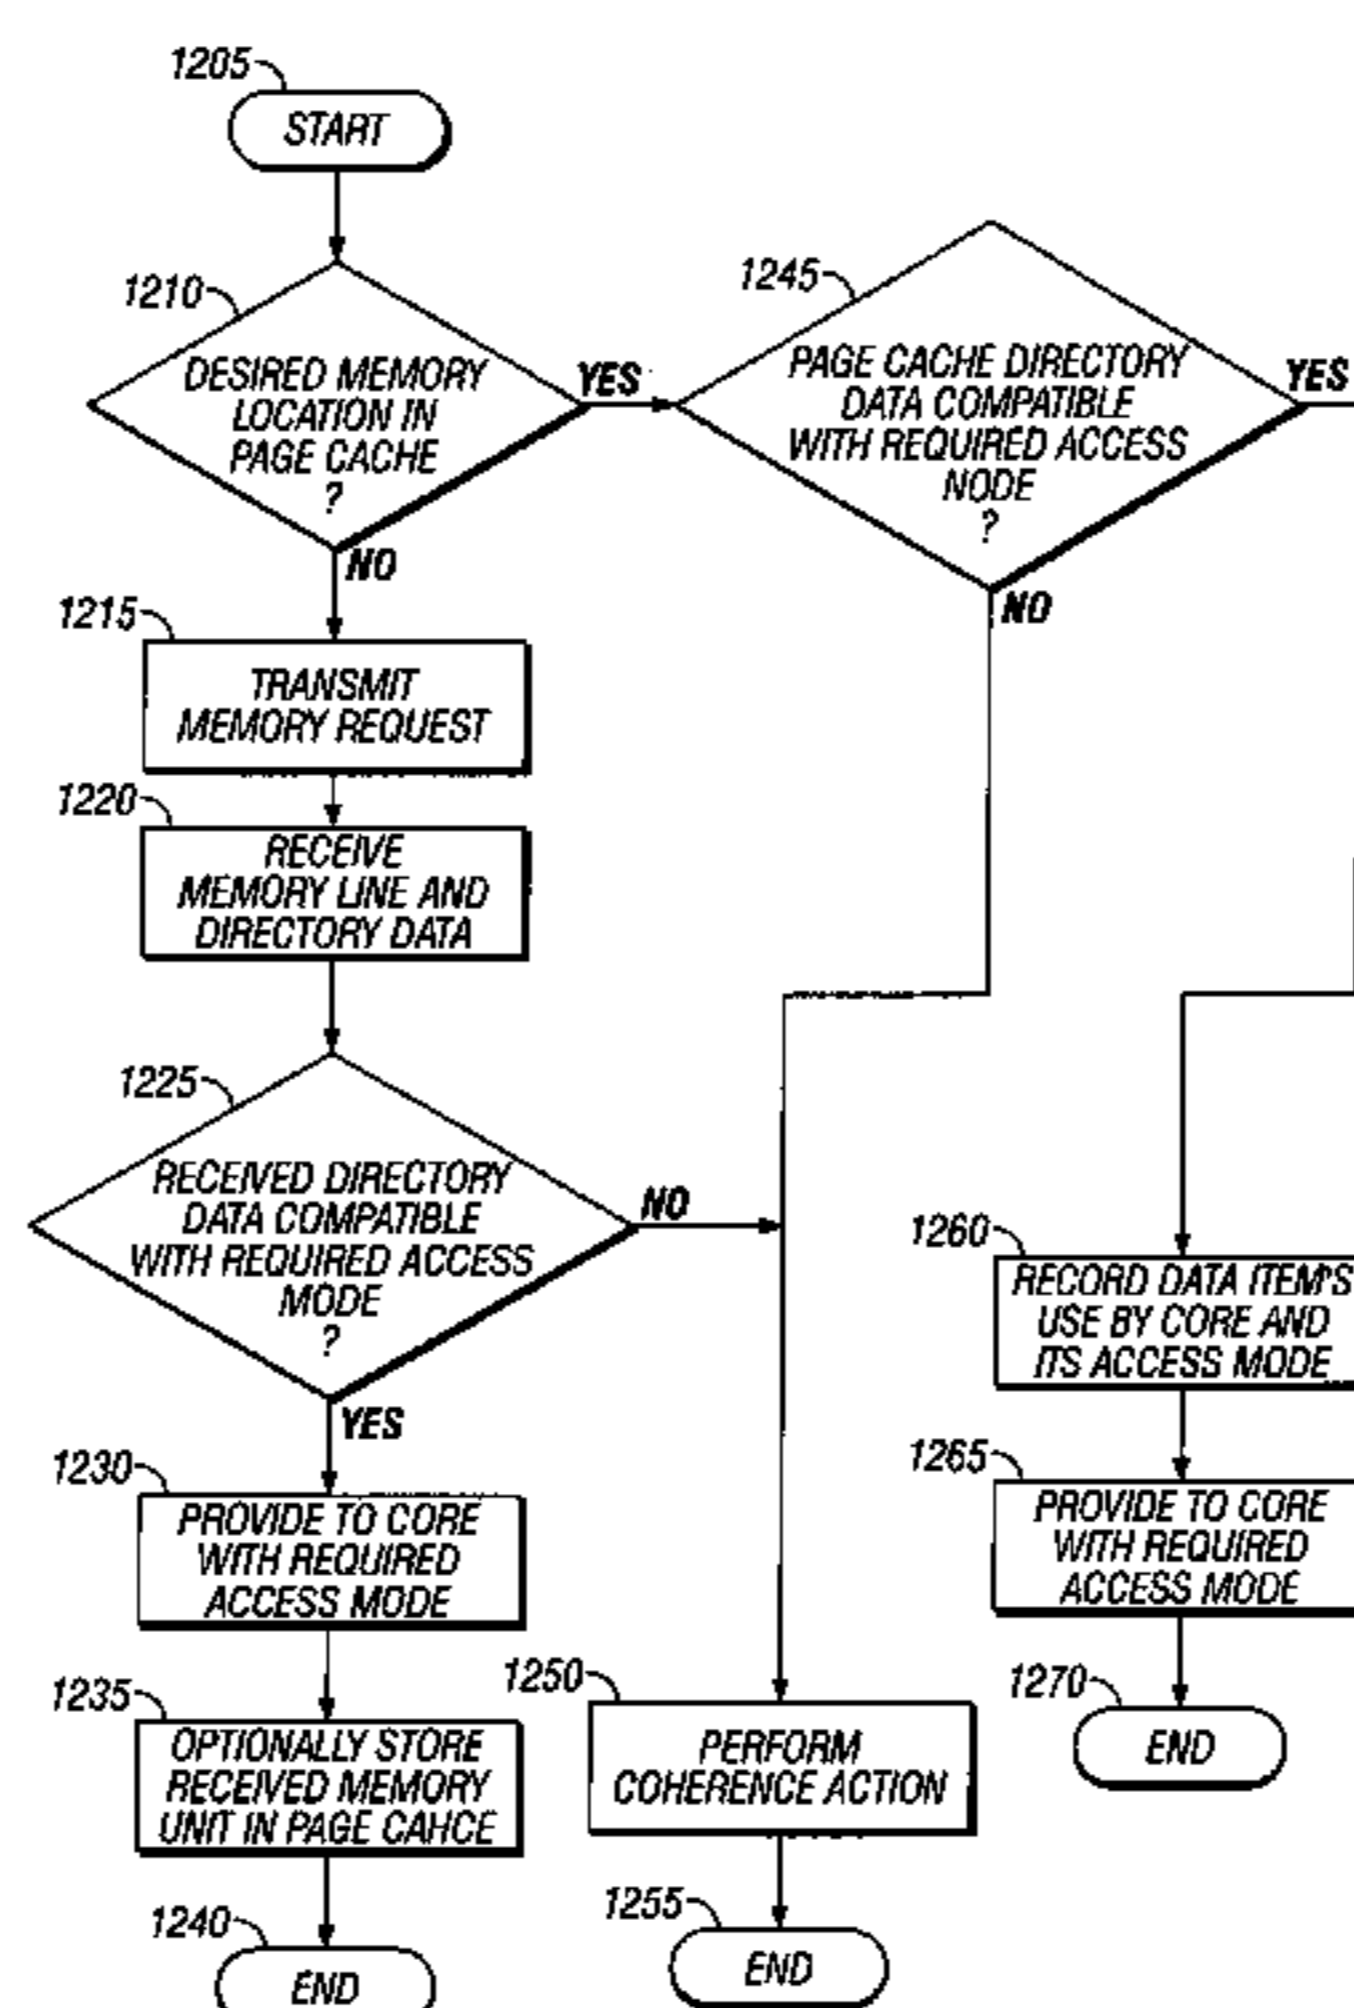 1205
START
1210
DESIRED MEMORY
LOCATION IN
PAGE CACHE
?
YES
NO
1245
PAGE CACHE DIRECTORY
DATA COMPATIBLE
WITH REQUIRED ACCESS
NODE
?
YES
NO
1215
TRANSMIT
MEMORY REQUEST
1220
RECEIVE
MEMORY LINE AND
DIRECTORY DATA
1225
RECEIVED DIRECTORY
DATA COMPATIBLE
WITH REQUIRED ACCESS
MODE
?
NO
YES
1230
PROVIDE TO CORE
WITH REQUIRED
ACCESS MODE
1235
OPTIONALLY STORE
RECEIVED MEMORY
UNIT IN PAGE CAHCE
1240
END
1250
PERFORM
COHERENCE ACTION
1255
END
1260
RECORD DATA ITEM'S
USE BY CORE AND
ITS ACCESS MODE
1265
PROVIDE TO CORE
WITH REQUIRED
ACCESS MODE
1270
END